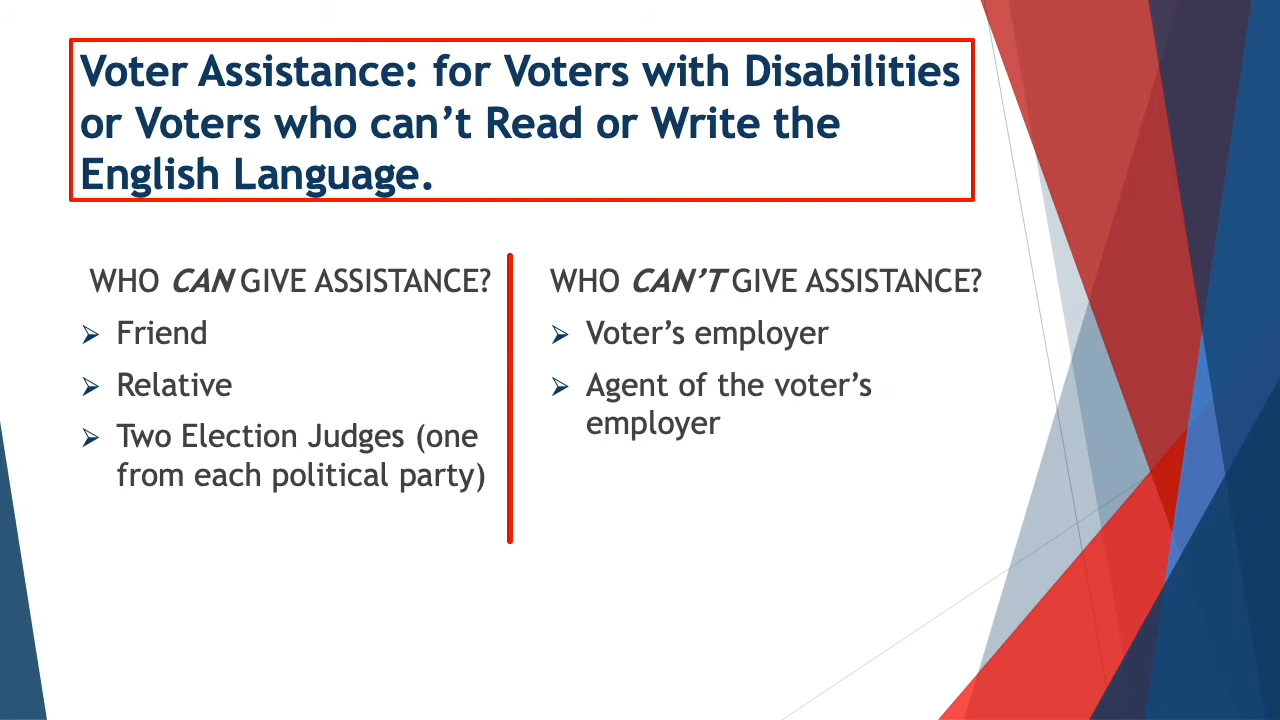 Voter Assistance: for Voters with Disabilities
or Voters who can’t Read or Write the
English Language.
WHO CAN GIVE ASSISTANCE?
Friend
Relative
Two Election Judges (one
from each political party)
WHO CAN’T GIVE ASSISTANCE?
Voter’s employer
Agent of the voter’s
employer